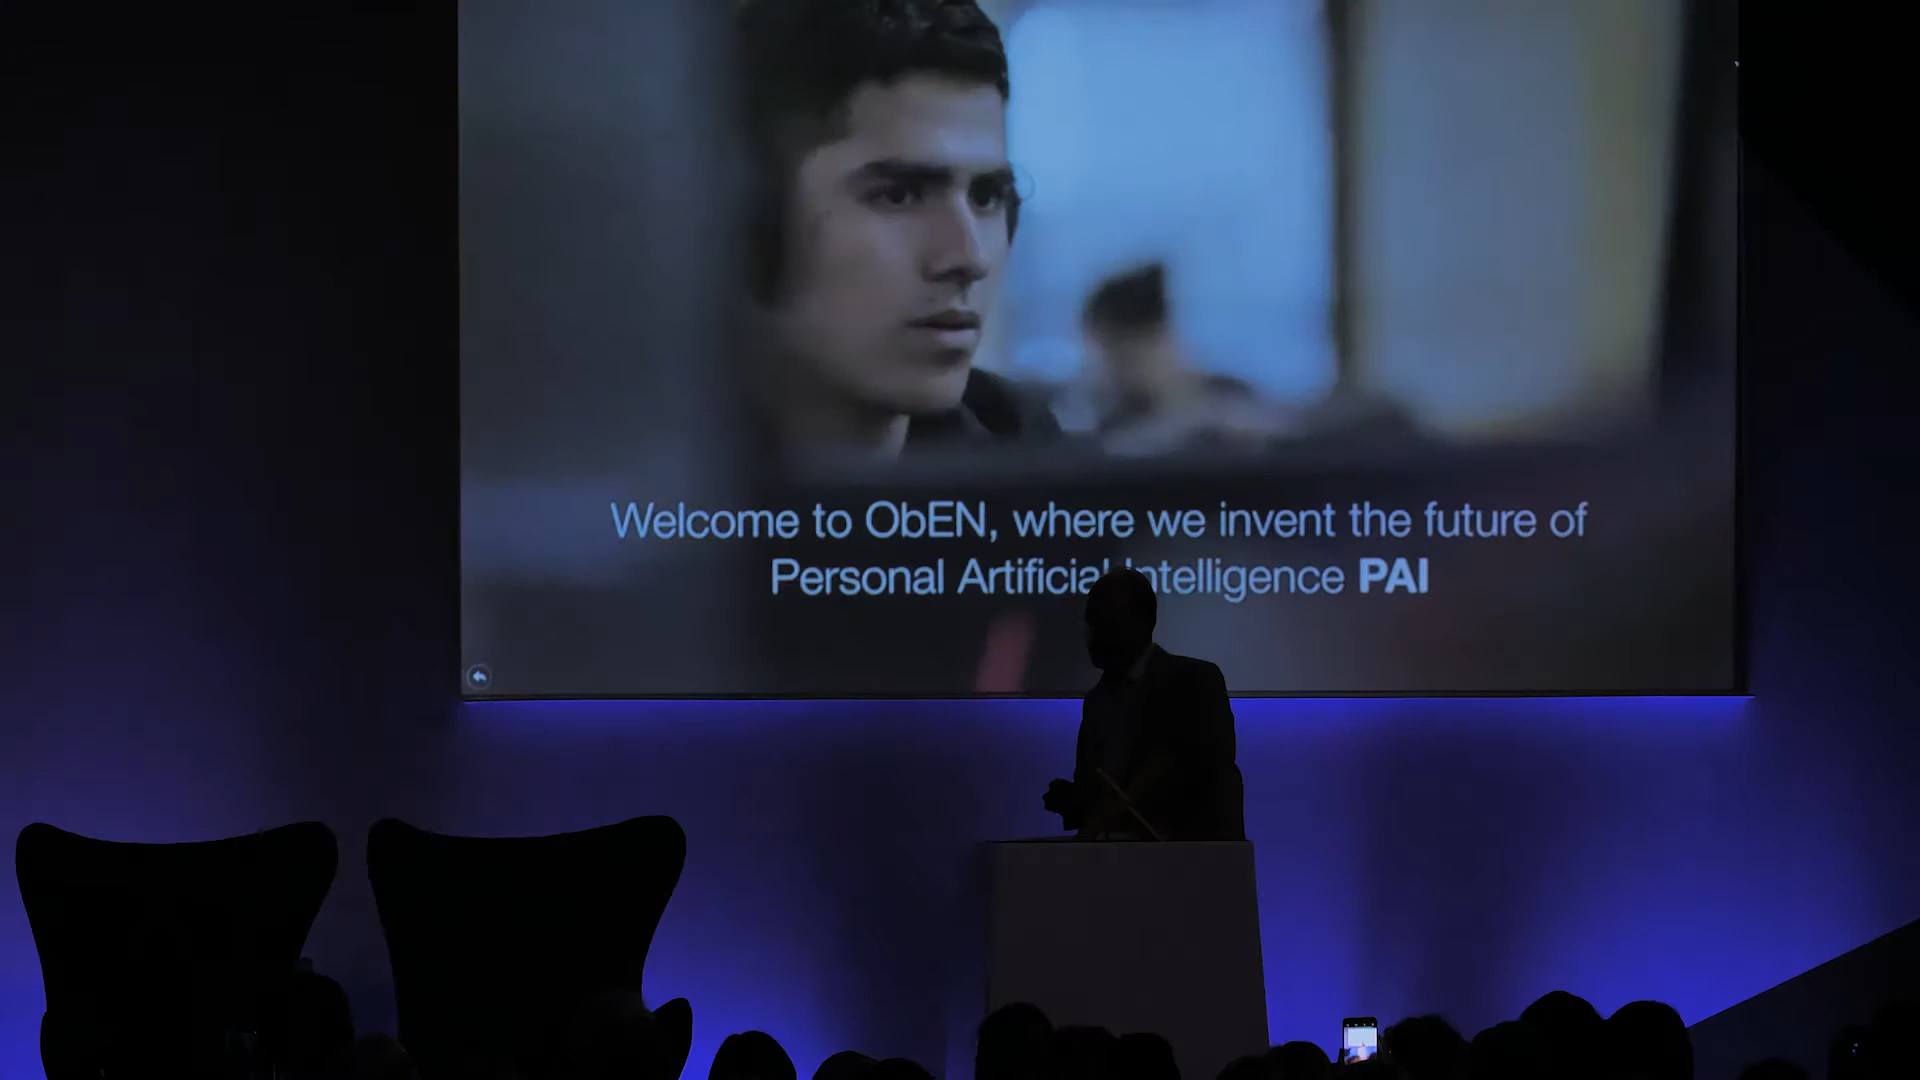 Welcome to ObEN, where we invent the future of
Personal Artificial Intelligence PAI